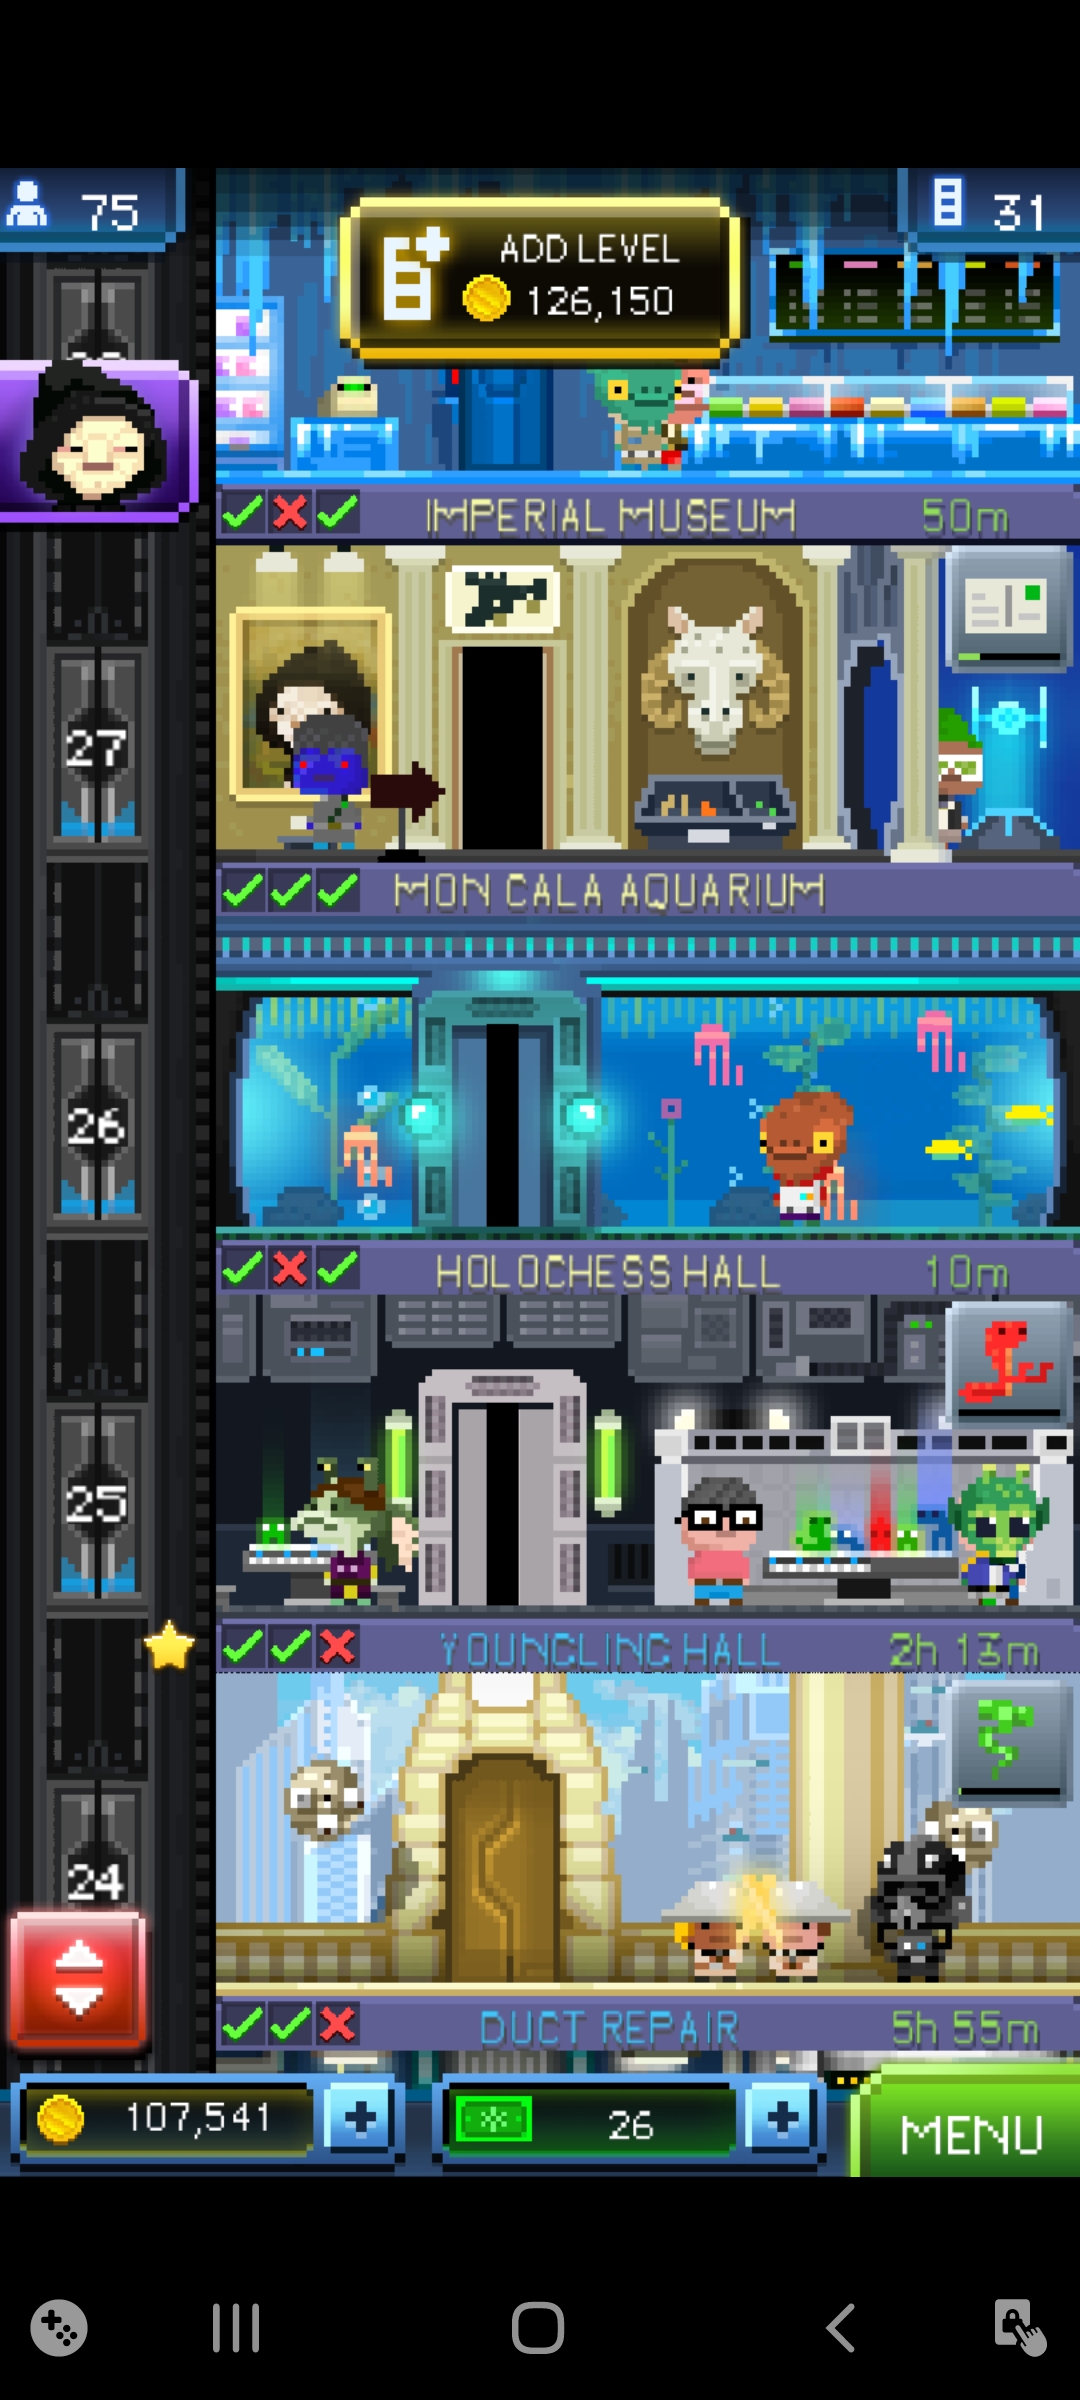 75
31
ADD LEVEL
126,150
IMPERIAL MUSEUM 50m
27
MON CALA AQUARIUM
26
HOLOCHESS HALL 10m
25
YOUNGLING HALL 2h 13m
24
DUCT REPAIR 5h 55m
107,541
26
MENU